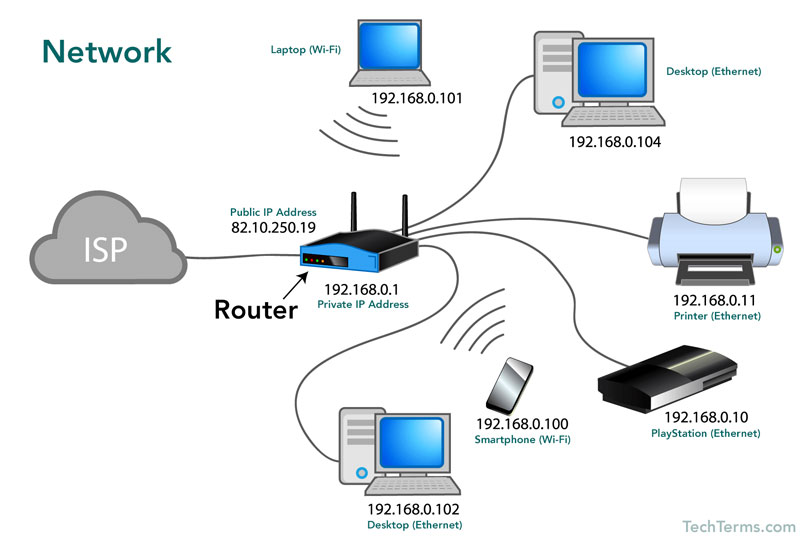 Network
Laptop (Wi-Fi)
192.168.0.101
Desktop (Ethernet)
192.168.0.104
Public IP Address
82.10.250.19
ISP
192.168.0.1
Private IP Address
Router
192.168.0.11
Printer (Ethernet)
192.168.0.10
PlayStation (Ethernet)
192.168.0.100
Smartphone (Wi-Fi)
192.168.0.102
Desktop (Ethernet)
TechTerms.com